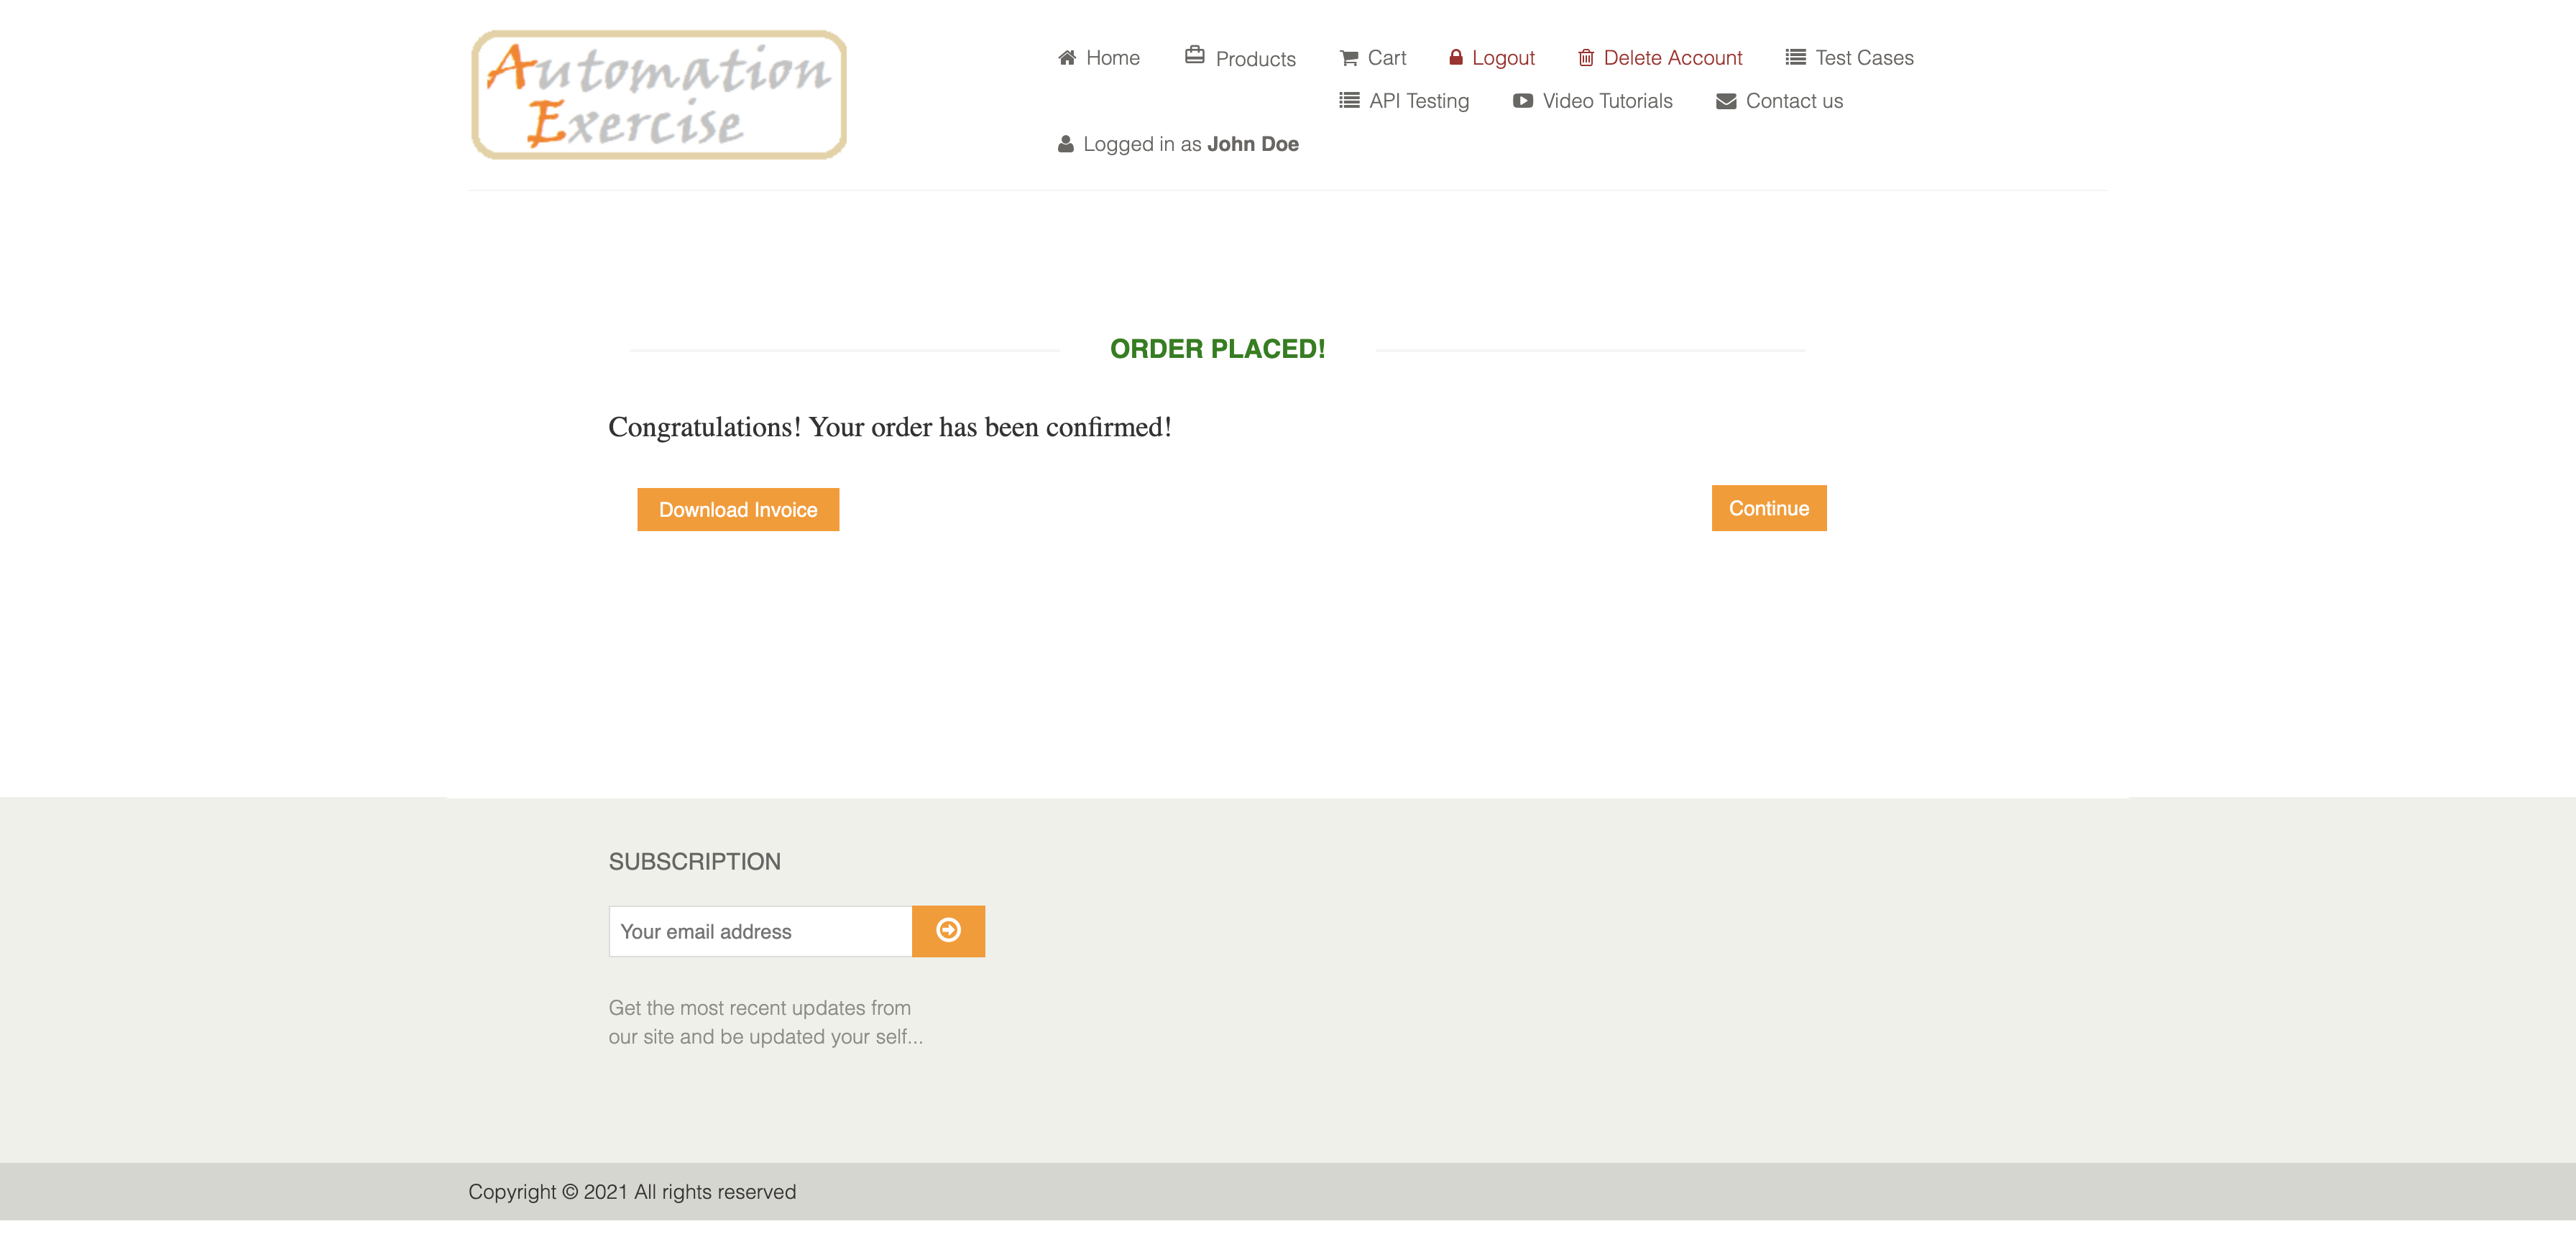 Automation
Exercise
Home Products Cart Logout Delete Account Test Cases
API Testing Video Tutorials Contact us
Logged in as John Doe
ORDER PLACED!
Congratulations! Your order has been confirmed!
Download Invoice Continue
SUBSCRIPTION
Your email address
Get the most recent updates from
our site and be updated your self...
Copyright © 2021 All rights reserved